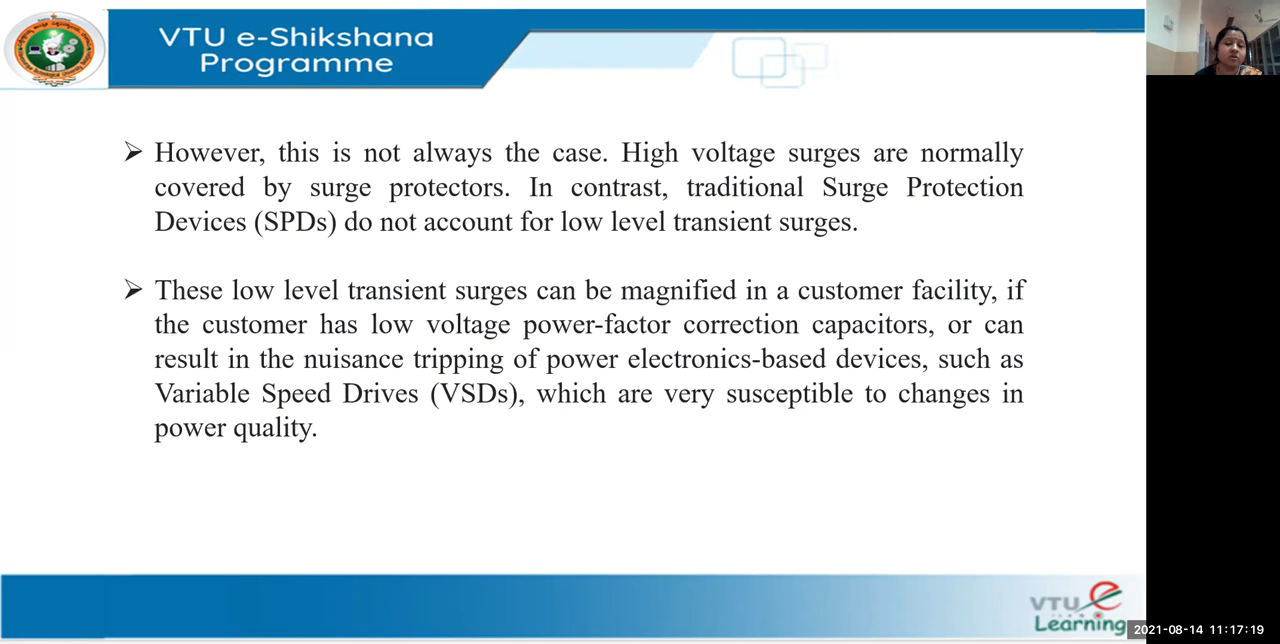 VTU e-Shikshana
Programme
➢ However, this is not always the case. High voltage surges are normally
covered by surge protectors. In contrast, traditional Surge Protection
Devices (SPDs) do not account for low level transient surges.
➢ These low level transient surges can be magnified in a customer facility, if
the customer has low voltage power-factor correction capacitors, or can
result in the nuisance tripping of power electronics-based devices, such as
Variable Speed Drives (VSDs), which are very susceptible to changes in
power quality.
VTU e
Learning
2021-08-14 11:17:19